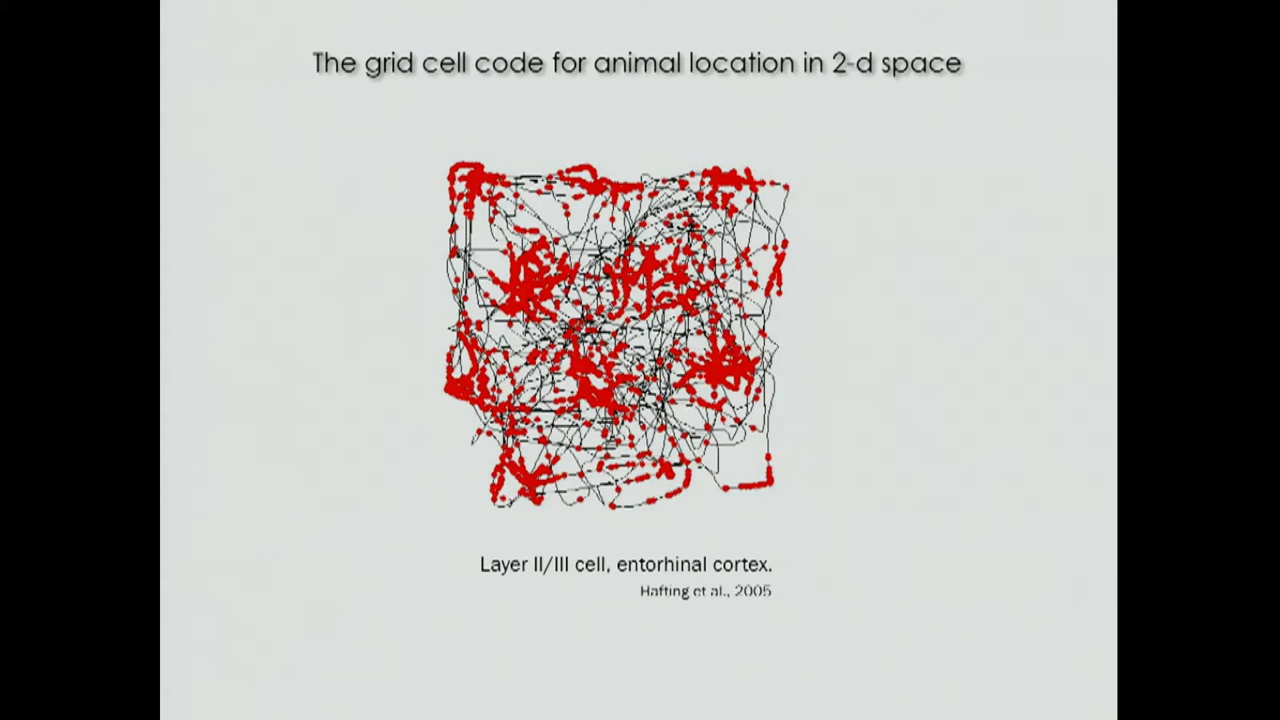 The grid cell code for animal location in 2-d space
Layer II/III cell, entorhinal cortex.
Hafting et al., 2005